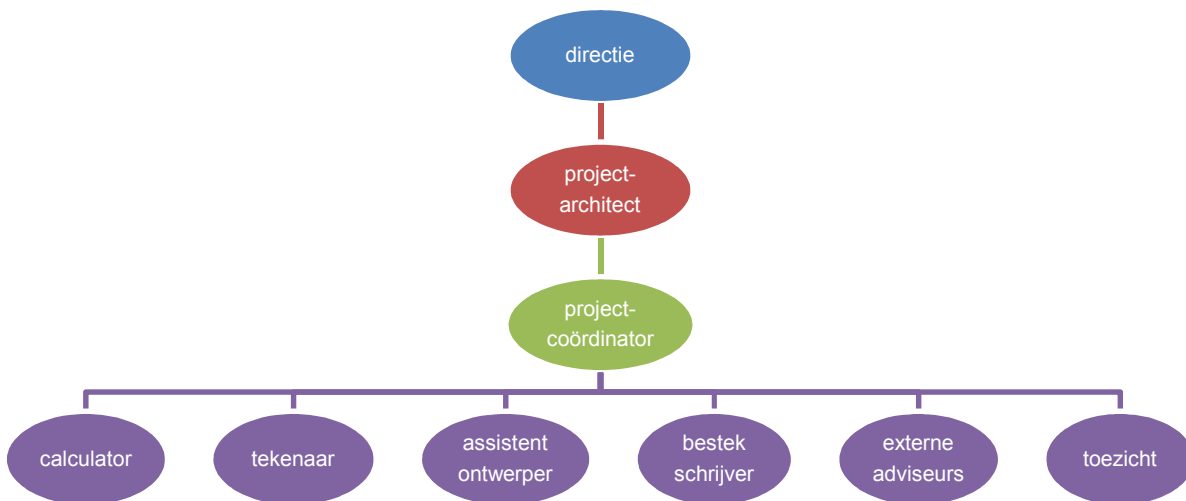 directie
project-
architect
project-
coördinator
calculator
tekenaar
assistent
ontwerper
bestek
schrijver
externe
adviseurs
toezicht